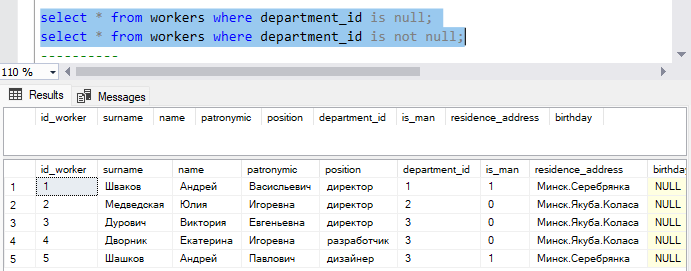 select * from workers where department_id is null;
select * from workers where department_id is not null;
----------
110 %
Results Messages
id_worker surname name patronymic position department_id is_man residence_address birthday
id_worker surname name patronymic position department_id is_man residence_address birthday
1 1 Шваков Андрей Васисльевич директор 1 1 Минск.Серебрянка NULL
2 2 Медведская Юлия Игоревна директор 2 0 Минск.Якуба.Коласа NULL
3 3 Дурович Виктория Евгеньевна директор 3 0 Минск.Якуба.Коласа NULL
4 4 Дворник Екатерина Игоревна разработчик 3 0 Минск.Якуба.Коласа NULL
5 5 Шашков Андрей Павлович дизайнер 3 1 Минск.Серебрянка NULL